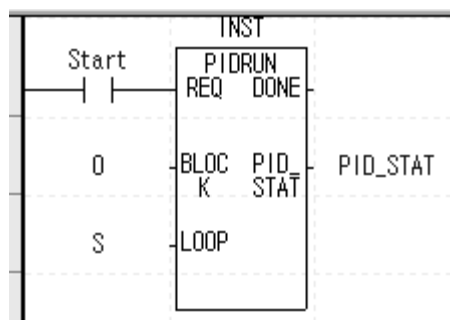 INST
Start
PIDRUN
REQ DONE
0 BLOC PID_ PID_STAT
K STAT
S LOOP